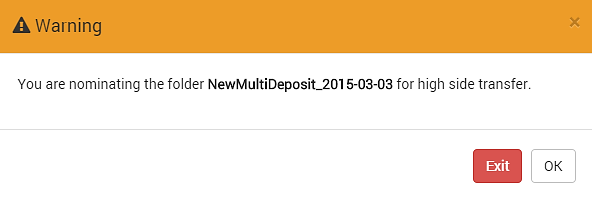 Warning
×
You are nominating the folder NewMultiDeposit_2015-03-03 for high side transfer.
Exit
OK